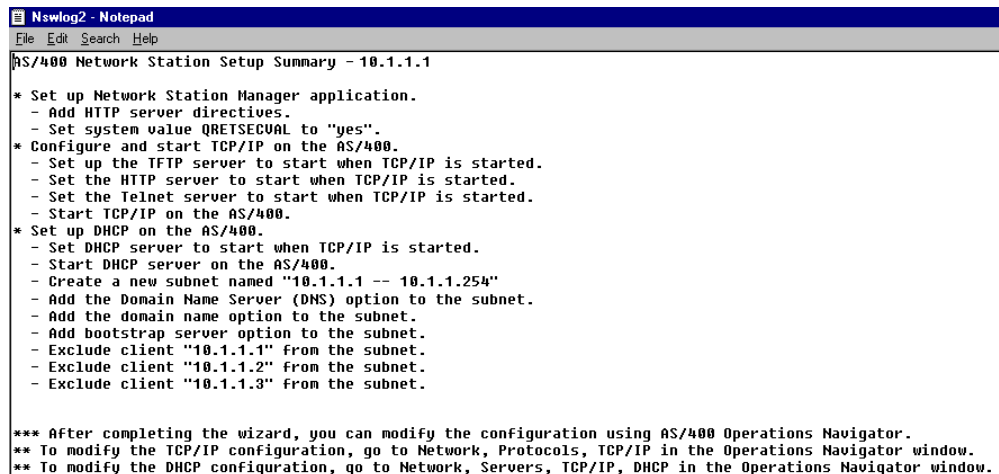 Nswlog2 - Notepad
File Edit Search Help
AS/400 Network Station Setup Summary - 10.1.1.1
* Set up Network Station Manager application.
- Add HTTP server directives.
- Set system value QRETSECVAL to "yes".
* Configure and start TCP/IP on the AS/400.
- Set up the TFTP server to start when TCP/IP is started.
- Set the HTTP server to start when TCP/IP is started.
- Set the Telnet server to start when TCP/IP is started.
- Start TCP/IP on the AS/400.
* Set up DHCP on the AS/400.
- Set DHCP server to start when TCP/IP is started.
- Start DHCP server on the AS/400.
- Create a new subnet named "10.1.1.1 -- 10.1.1.254"
- Add the Domain Name Server (DNS) option to the subnet.
- Add the domain name option to the subnet.
- Add bootstrap server option to the subnet.
- Exclude client "10.1.1.1" from the subnet.
- Exclude client "10.1.1.2" from the subnet.
- Exclude client "10.1.1.3" from the subnet.
*** After completing the wizard, you can modify the configuration using AS/400 Operations Navigator.
** To modify the TCP/IP configuration, go to Network, Protocols, TCP/IP in the Operations Navigator window.
** To modify the DHCP configuration, go to Network, Servers, TCP/IP, DHCP in the Operations Navigator window.